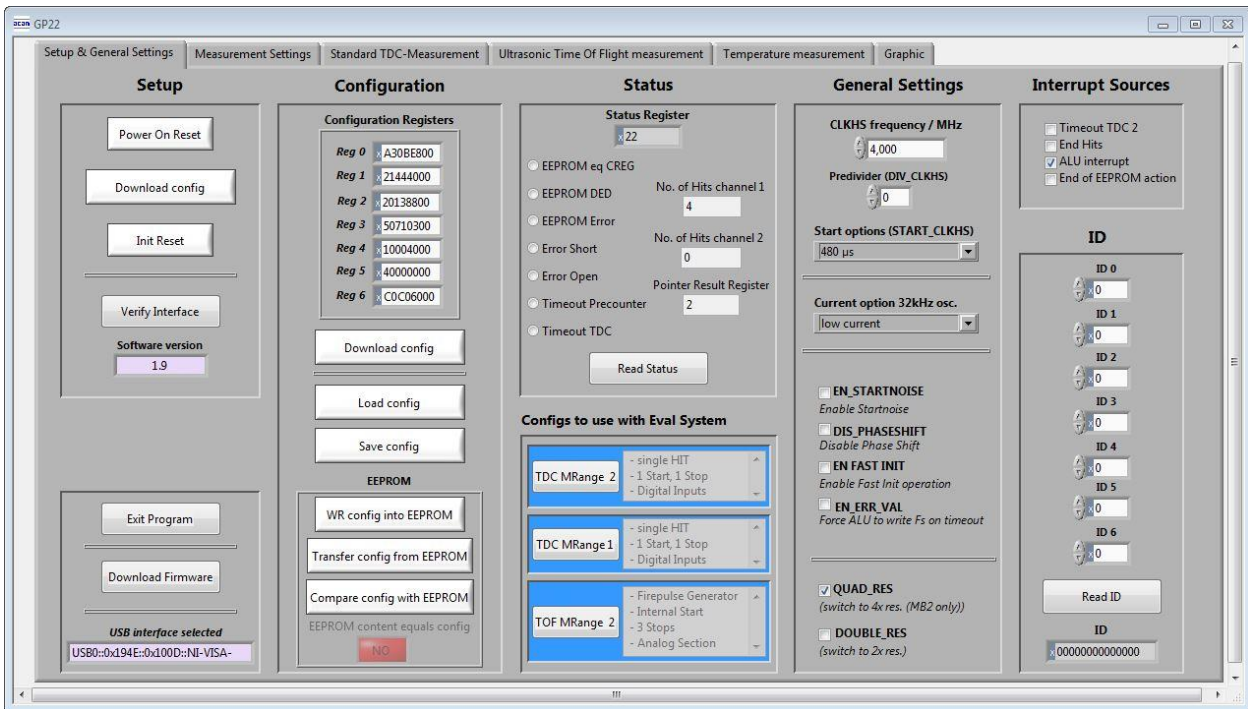 acam GP22
Setup & General Settings
Measurement Settings
Standard TDC-Measurement
Ultrasonic Time Of Flight measurement
Temperature measurement
Graphic
Setup
Power On Reset
Download config
Init Reset
Verify Interface
Software version
1.9
Exit Program
Download Firmware
USB interface selected
USB0::0x194E::0x100D::NI-VISA-
Configuration
Configuration Registers
Reg 0 x A30BE800
Reg 1 x 21444000
Reg 2 x 20138800
Reg 3 x 50710300
Reg 4 x 10004000
Reg 5 x 40000000
Reg 6 x C0C06000
Download config
Load config
Save config
EEPROM
WR config into EEPROM
Transfer config from EEPROM
Compare config with EEPROM
EEPROM content equals config
NO
Status
Status Register
x 22
EEPROM eq CREG
EEPROM DED
EEPROM Error
Error Short
Error Open
Timeout Precounter
Timeout TDC
No. of Hits channel 1
4
No. of Hits channel 2
0
Pointer Result Register
2
Read Status
Configs to use with Eval System
TDC MRange 2
- single HIT
- 1 Start, 1 Stop
- Digital Inputs
TDC MRange 1
- single HIT
- 1 Start, 1 Stop
- Digital Inputs
TOF MRange 2
- Firepulse Generator
- Internal Start
- 3 Stops
- Analog Section
General Settings
CLKHS frequency / MHz
4,000
Predivider (DIV_CLKHS)
0
Start options (START_CLKHS)
480 µs
Current option 32kHz osc.
low current
EN_STARTNOISE
Enable Startnoise
DIS_PHASESHIFT
Disable Phase Shift
EN FAST INIT
Enable Fast Init operation
EN_ERR_VAL
Force ALU to write Fs on timeout
QUAD_RES
(switch to 4x res. (MB2 only))
DOUBLE_RES
(switch to 2x res.)
Interrupt Sources
Timeout TDC 2
End Hits
ALU interrupt
End of EEPROM action
ID
ID 0
x 0
ID 1
x 0
ID 2
x 0
ID 3
x 0
ID 4
x 0
ID 5
x 0
ID 6
x 0
Read ID
ID
x 00000000000000